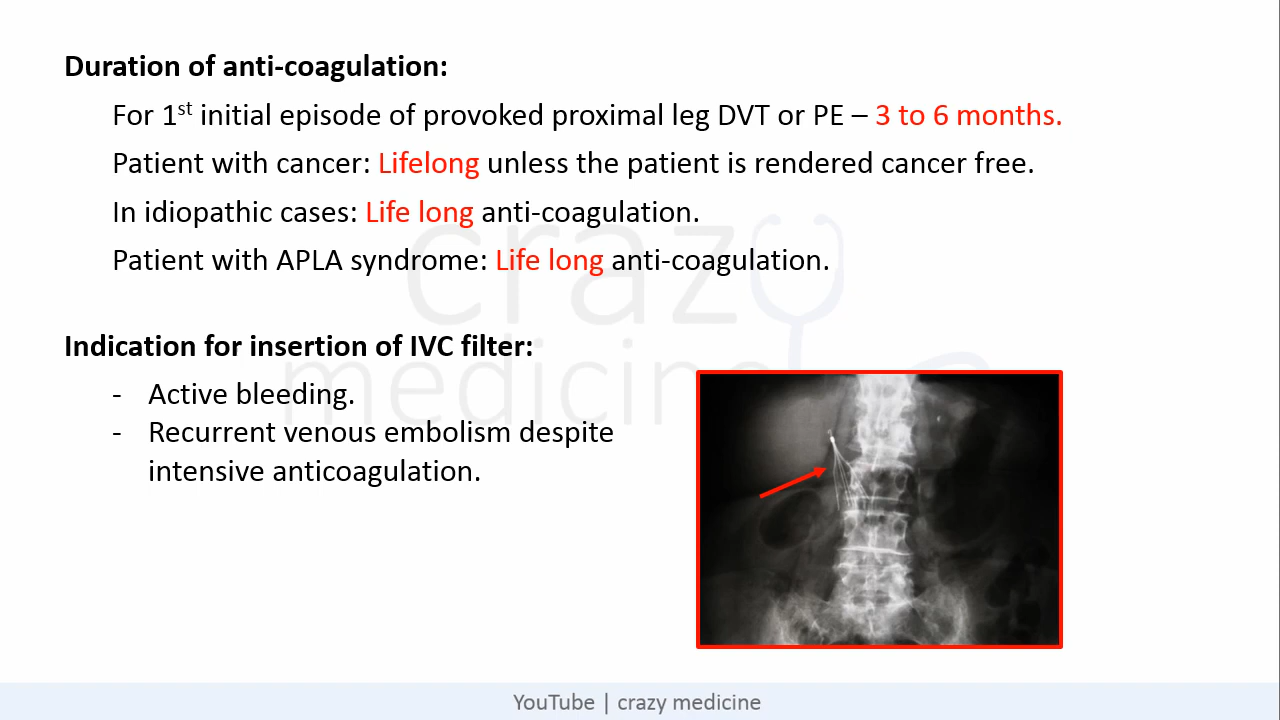 Duration of anti-coagulation:
For 1st initial episode of provoked proximal leg DVT or PE – 3 to 6 months.
Patient with cancer: Lifelong unless the patient is rendered cancer free.
In idiopathic cases: Life long anti-coagulation.
Patient with APLA syndrome: Life long anti-coagulation.
crazy
medicine
Indication for insertion of IVC filter:
- Active bleeding.
- Recurrent venous embolism despite
intensive anticoagulation.
YouTube | crazy medicine